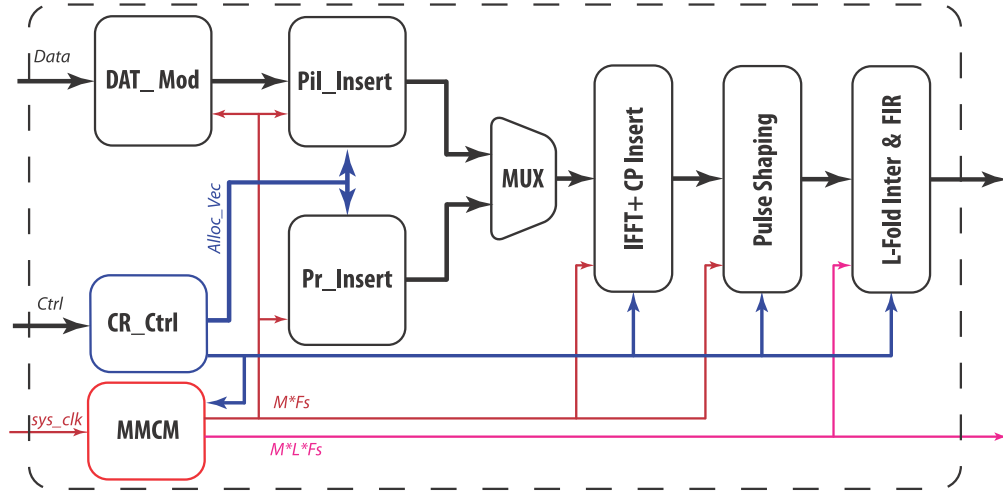 Data
DAT_ Mod
Pil_Insert
MUX
IFFT+ CP Insert
Pulse Shaping
L-Fold Inter & FIR
Alloc_Vec
Pr_Insert
Ctrl
CR_Ctrl
sys_clk
MMCM
M*Fs
M*L*Fs